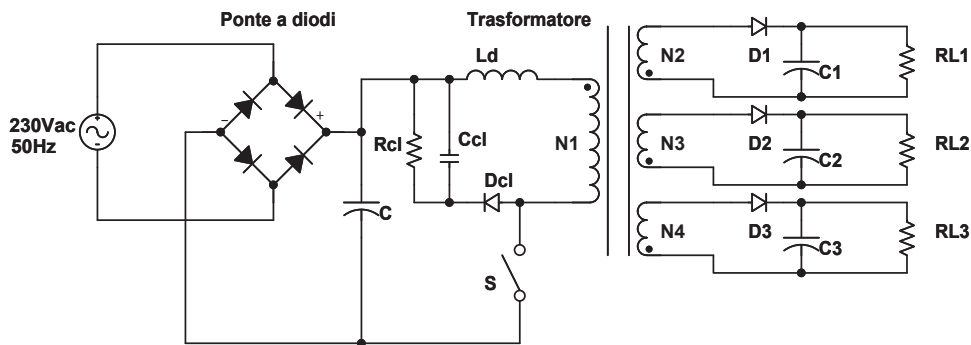 Ponte a diodi
Trasformatore
Ld
N2
D1
C1
RL1
230Vac
50Hz
−
+
Rcl
Ccl
N1
N3
D2
C2
RL2
Dcl
C
N4
D3
C3
RL3
S